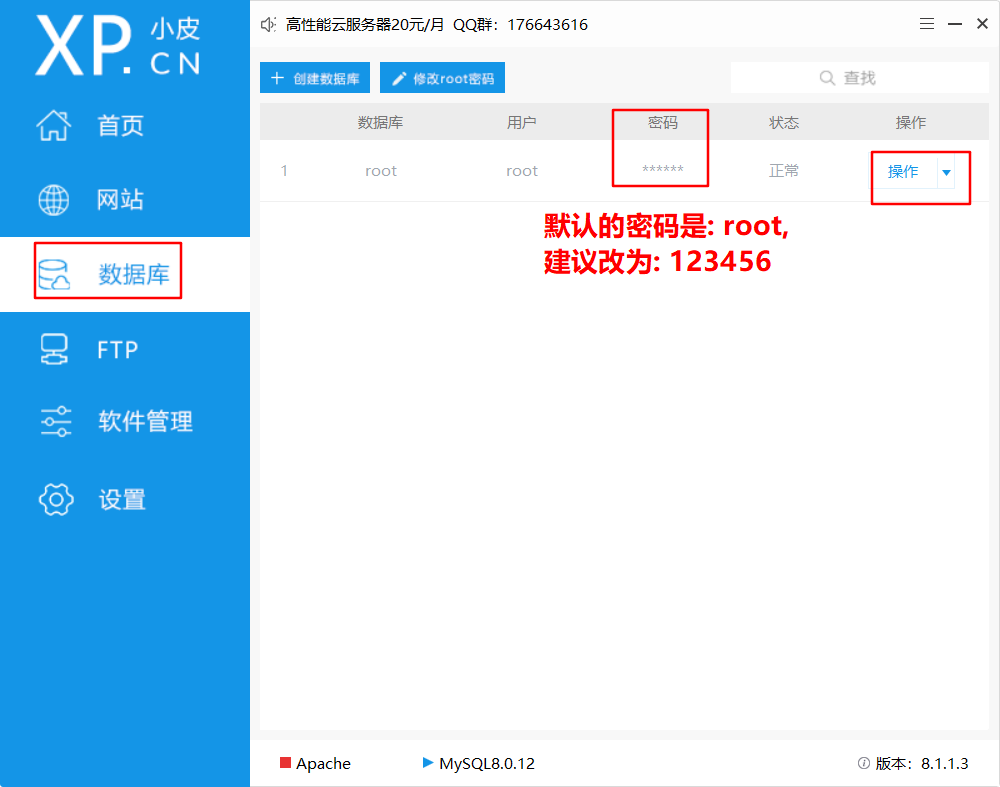 XP.CN 小皮
高性能云服务器20元/月 QQ群：176643616
首页
网站
数据库
FTP
软件管理
设置
创建数据库
修改root密码
查找
数据库 用户 密码 状态 操作
1 root root ****** 正常 操作
默认的密码是: root,
建议改为: 123456
Apache
MySQL8.0.12
版本：8.1.1.3